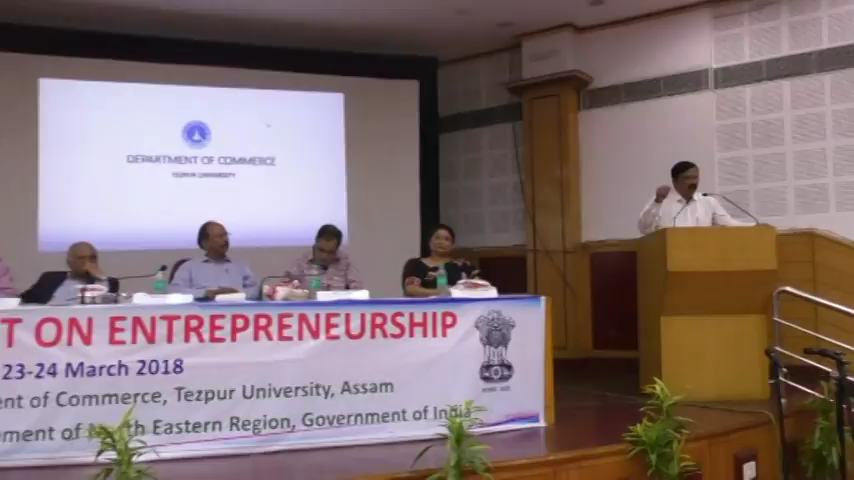 DEPARTMENT OF COMMERCE
TEZPUR UNIVERSITY
T ON ENTREPRENEURSHIP
23-24 March 2018
ent of Commerce, Tezpur University, Assam
ment of North Eastern Region, Government of India